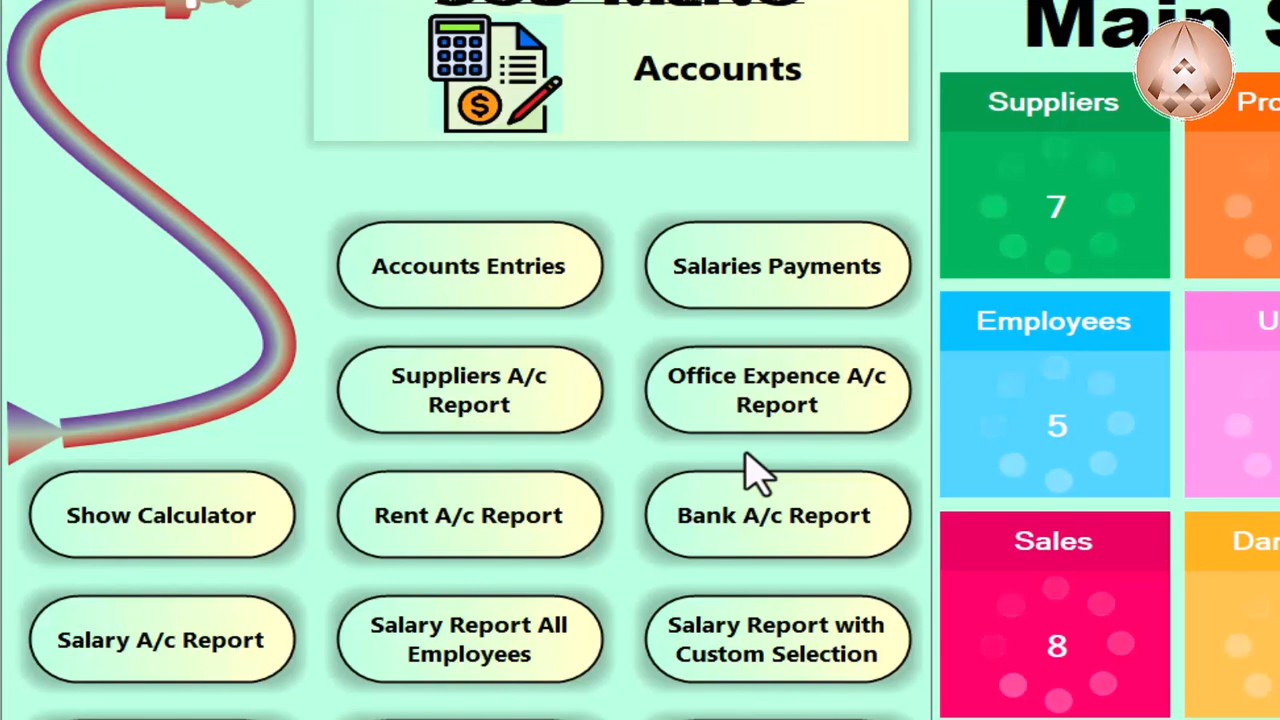 Accounts
Accounts Entries
Salaries Payments
Suppliers A/c
Report
Office Expence A/c
Report
Show Calculator
Rent A/c Report
Bank A/c Report
Salary A/c Report
Salary Report All
Employees
Salary Report with
Custom Selection
Main S
Suppliers
7
Pro
Employees
5
U
Sales
8
Dar